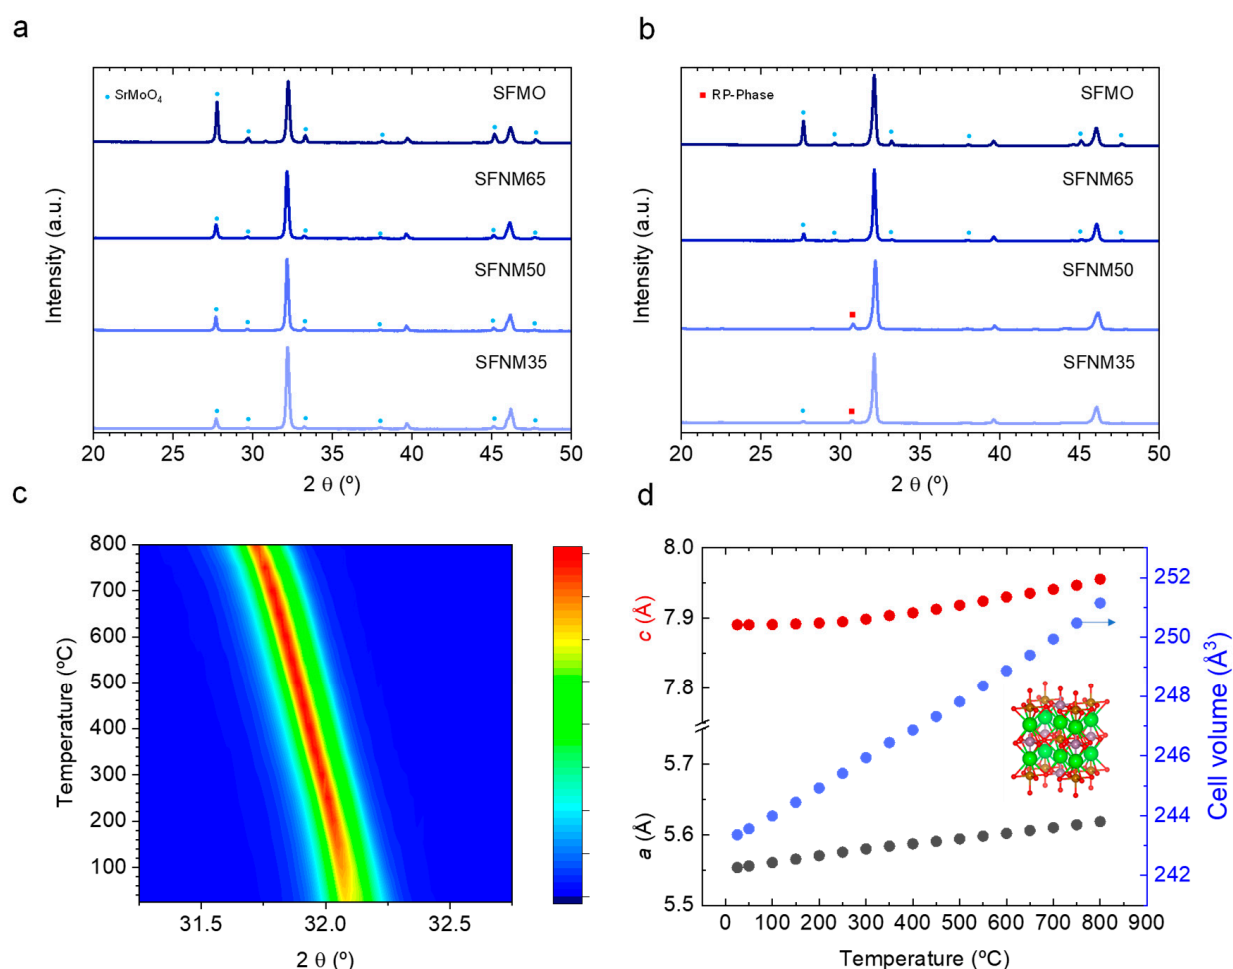 a
SrMoO4
SFMO
SFNM65
SFNM50
SFNM35
Intensity (a.u.)
20 25 30 35 40 45 50
2 θ (º)
b
RP-Phase
SFMO
SFNM65
SFNM50
SFNM35
Intensity (a.u.)
20 25 30 35 40 45 50
2 θ (º)
c
800
700
600
500
400
300
200
100
Temperature (ºC)
31.5 32.0 32.5
2 θ (º)
d
8.0
7.9
7.8
5.7
5.6
5.5
c (Å)
a (Å)
252
250
248
246
244
242
Cell volume (Å3)
0 100 200 300 400 500 600 700 800 900
Temperature (ºC)